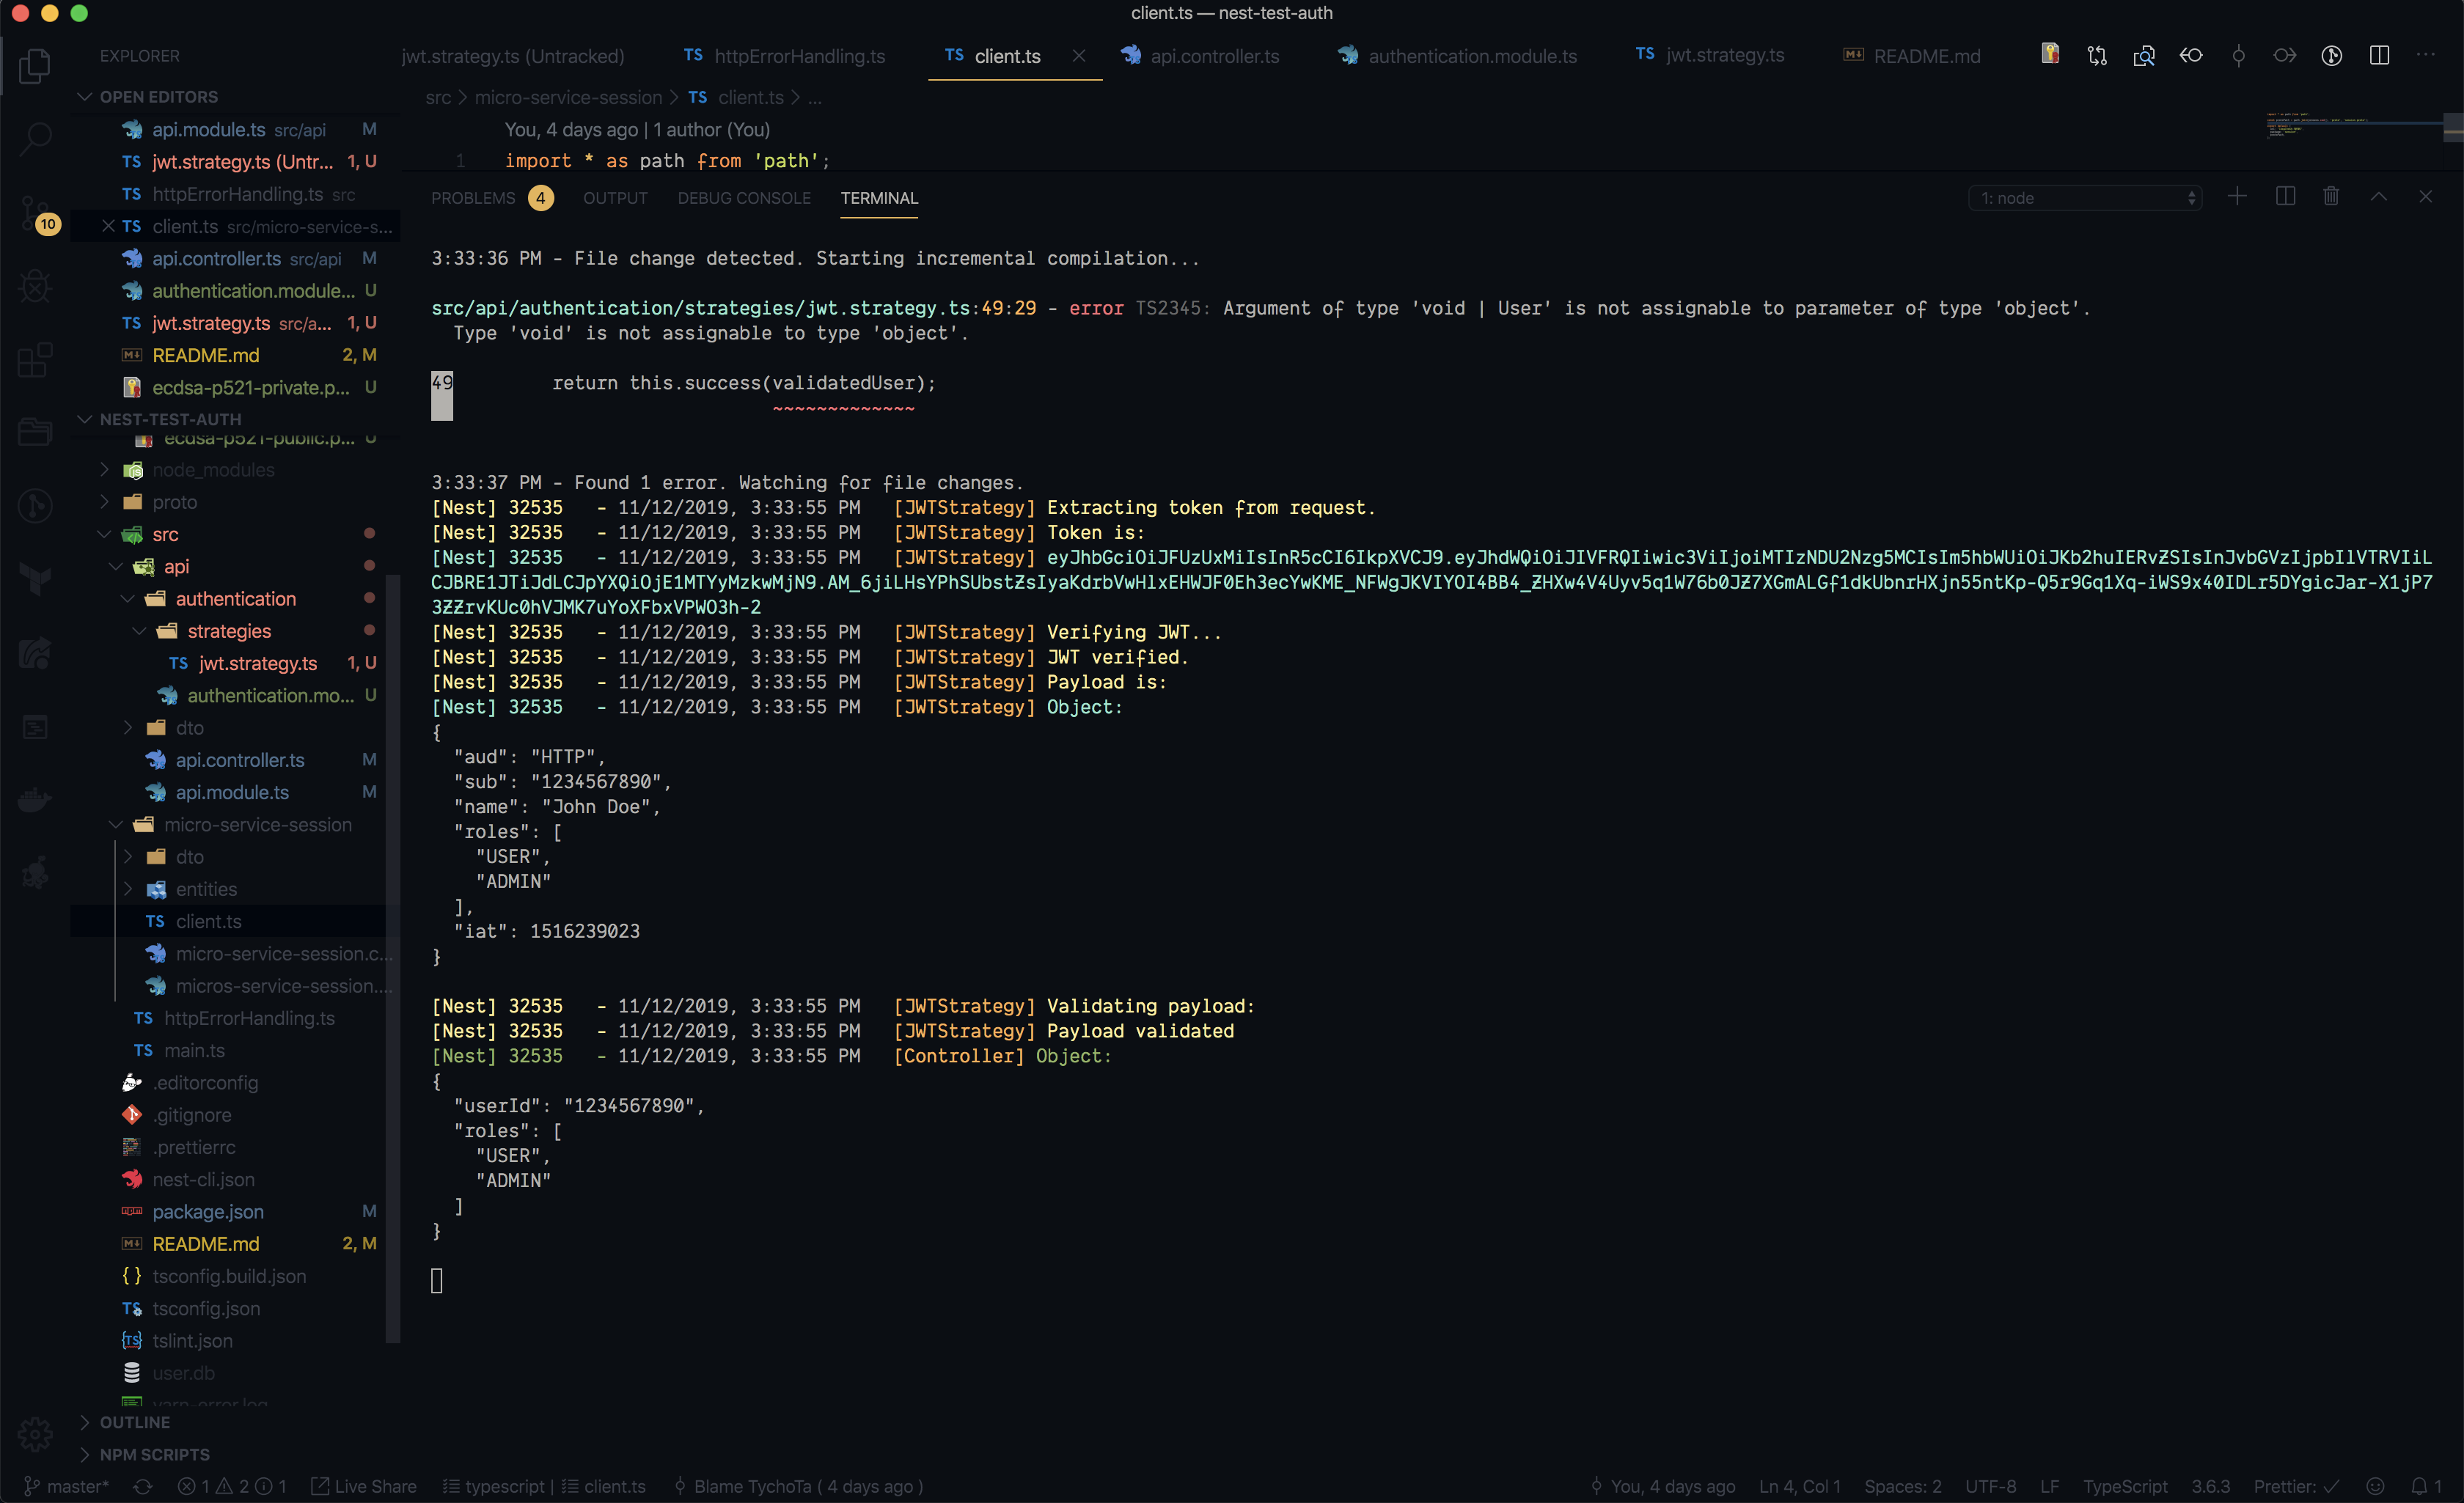 client.ts — nest-test-auth
EXPLORER
jwt.strategy.ts (Untracked)
TS httpErrorHandling.ts
TS client.ts
api.controller.ts
authentication.module.ts
TS jwt.strategy.ts
README.md
OPEN EDITORS
api.module.ts src/api M
TS jwt.strategy.ts (Untr... 1, U
TS httpErrorHandling.ts src
TS client.ts src/micro-service-s...
api.controller.ts src/api M
authentication.module... U
TS jwt.strategy.ts src/a... 1, U
README.md 2, M
ecdsa-p521-private.p... U
NEST-TEST-AUTH
ecdsa-p521-public.p... U
node_modules
proto
src
api
authentication
strategies
TS jwt.strategy.ts 1, U
authentication.mo... U
dto
api.controller.ts M
api.module.ts M
micro-service-session
dto
entities
TS client.ts
micro-service-session.c...
micros-service-session....
TS httpErrorHandling.ts
TS main.ts
.editorconfig
.gitignore
.prettierrc
nest-cli.json
package.json M
README.md 2, M
tsconfig.build.json
tsconfig.json
tslint.json
user.db
yarn-error.log
OUTLINE
NPM SCRIPTS
10
src > micro-service-session > TS client.ts > ...
You, 4 days ago | 1 author (You)
1 import * as path from 'path';
PROBLEMS 4 OUTPUT DEBUG CONSOLE TERMINAL
1: node
3:33:36 PM - File change detected. Starting incremental compilation...
src/api/authentication/strategies/jwt.strategy.ts:49:29 - error TS2345: Argument of type 'void | User' is not assignable to parameter of type 'object'.
Type 'void' is not assignable to type 'object'.
49 return this.success(validatedUser);
~~~~~~~~~~~~~
3:33:37 PM - Found 1 error. Watching for file changes.
[Nest] 32535 - 11/12/2019, 3:33:55 PM [JWTStrategy] Extracting token from request.
[Nest] 32535 - 11/12/2019, 3:33:55 PM [JWTStrategy] Token is:
[Nest] 32535 - 11/12/2019, 3:33:55 PM [JWTStrategy] eyJhbGciOiJFUzUxMiIsInR5cCI6IkpXVCJ9.eyJhdWQiOiJIVFRQIiwic3ViIjoiMTIzNDU2Nzg5MCIsIm5hbWUiOiJKb2huIERvZSIsInJvbGVzIjpbIlVTRVIiL
CJBRE1JTiJdLCJpYXQiOjE1MTYyMzkwMjN9.AM_6jiLHsYPhSUbstZsIyaKdrbVwHlxEHWJF0Eh3ecYwKME_NFWgJKVIYOI4BB4_ZHXw4V4Uyv5q1W76b0JZ7XGmALGf1dkUbnrHXjn55ntKp-Q5r9Gq1Xq-iWS9x40IDLr5DYgicJar-X1jP7
3ZZrvKUc0hVJMK7uYoXFbxVPWO3h-2
[Nest] 32535 - 11/12/2019, 3:33:55 PM [JWTStrategy] Verifying JWT...
[Nest] 32535 - 11/12/2019, 3:33:55 PM [JWTStrategy] JWT verified.
[Nest] 32535 - 11/12/2019, 3:33:55 PM [JWTStrategy] Payload is:
[Nest] 32535 - 11/12/2019, 3:33:55 PM [JWTStrategy] Object:
{
"aud": "HTTP",
"sub": "1234567890",
"name": "John Doe",
"roles": [
"USER",
"ADMIN"
],
"iat": 1516239023
}
[Nest] 32535 - 11/12/2019, 3:33:55 PM [JWTStrategy] Validating payload:
[Nest] 32535 - 11/12/2019, 3:33:55 PM [JWTStrategy] Payload validated
[Nest] 32535 - 11/12/2019, 3:33:55 PM [Controller] Object:
{
"userId": "1234567890",
"roles": [
"USER",
"ADMIN"
]
}
master* 1 2 1 Live Share typescript | client.ts Blame TychoTa ( 4 days ago ) You, 4 days ago Ln 4, Col 1 Spaces: 2 UTF-8 LF TypeScript 3.6.3 Prettier: ✓ 1